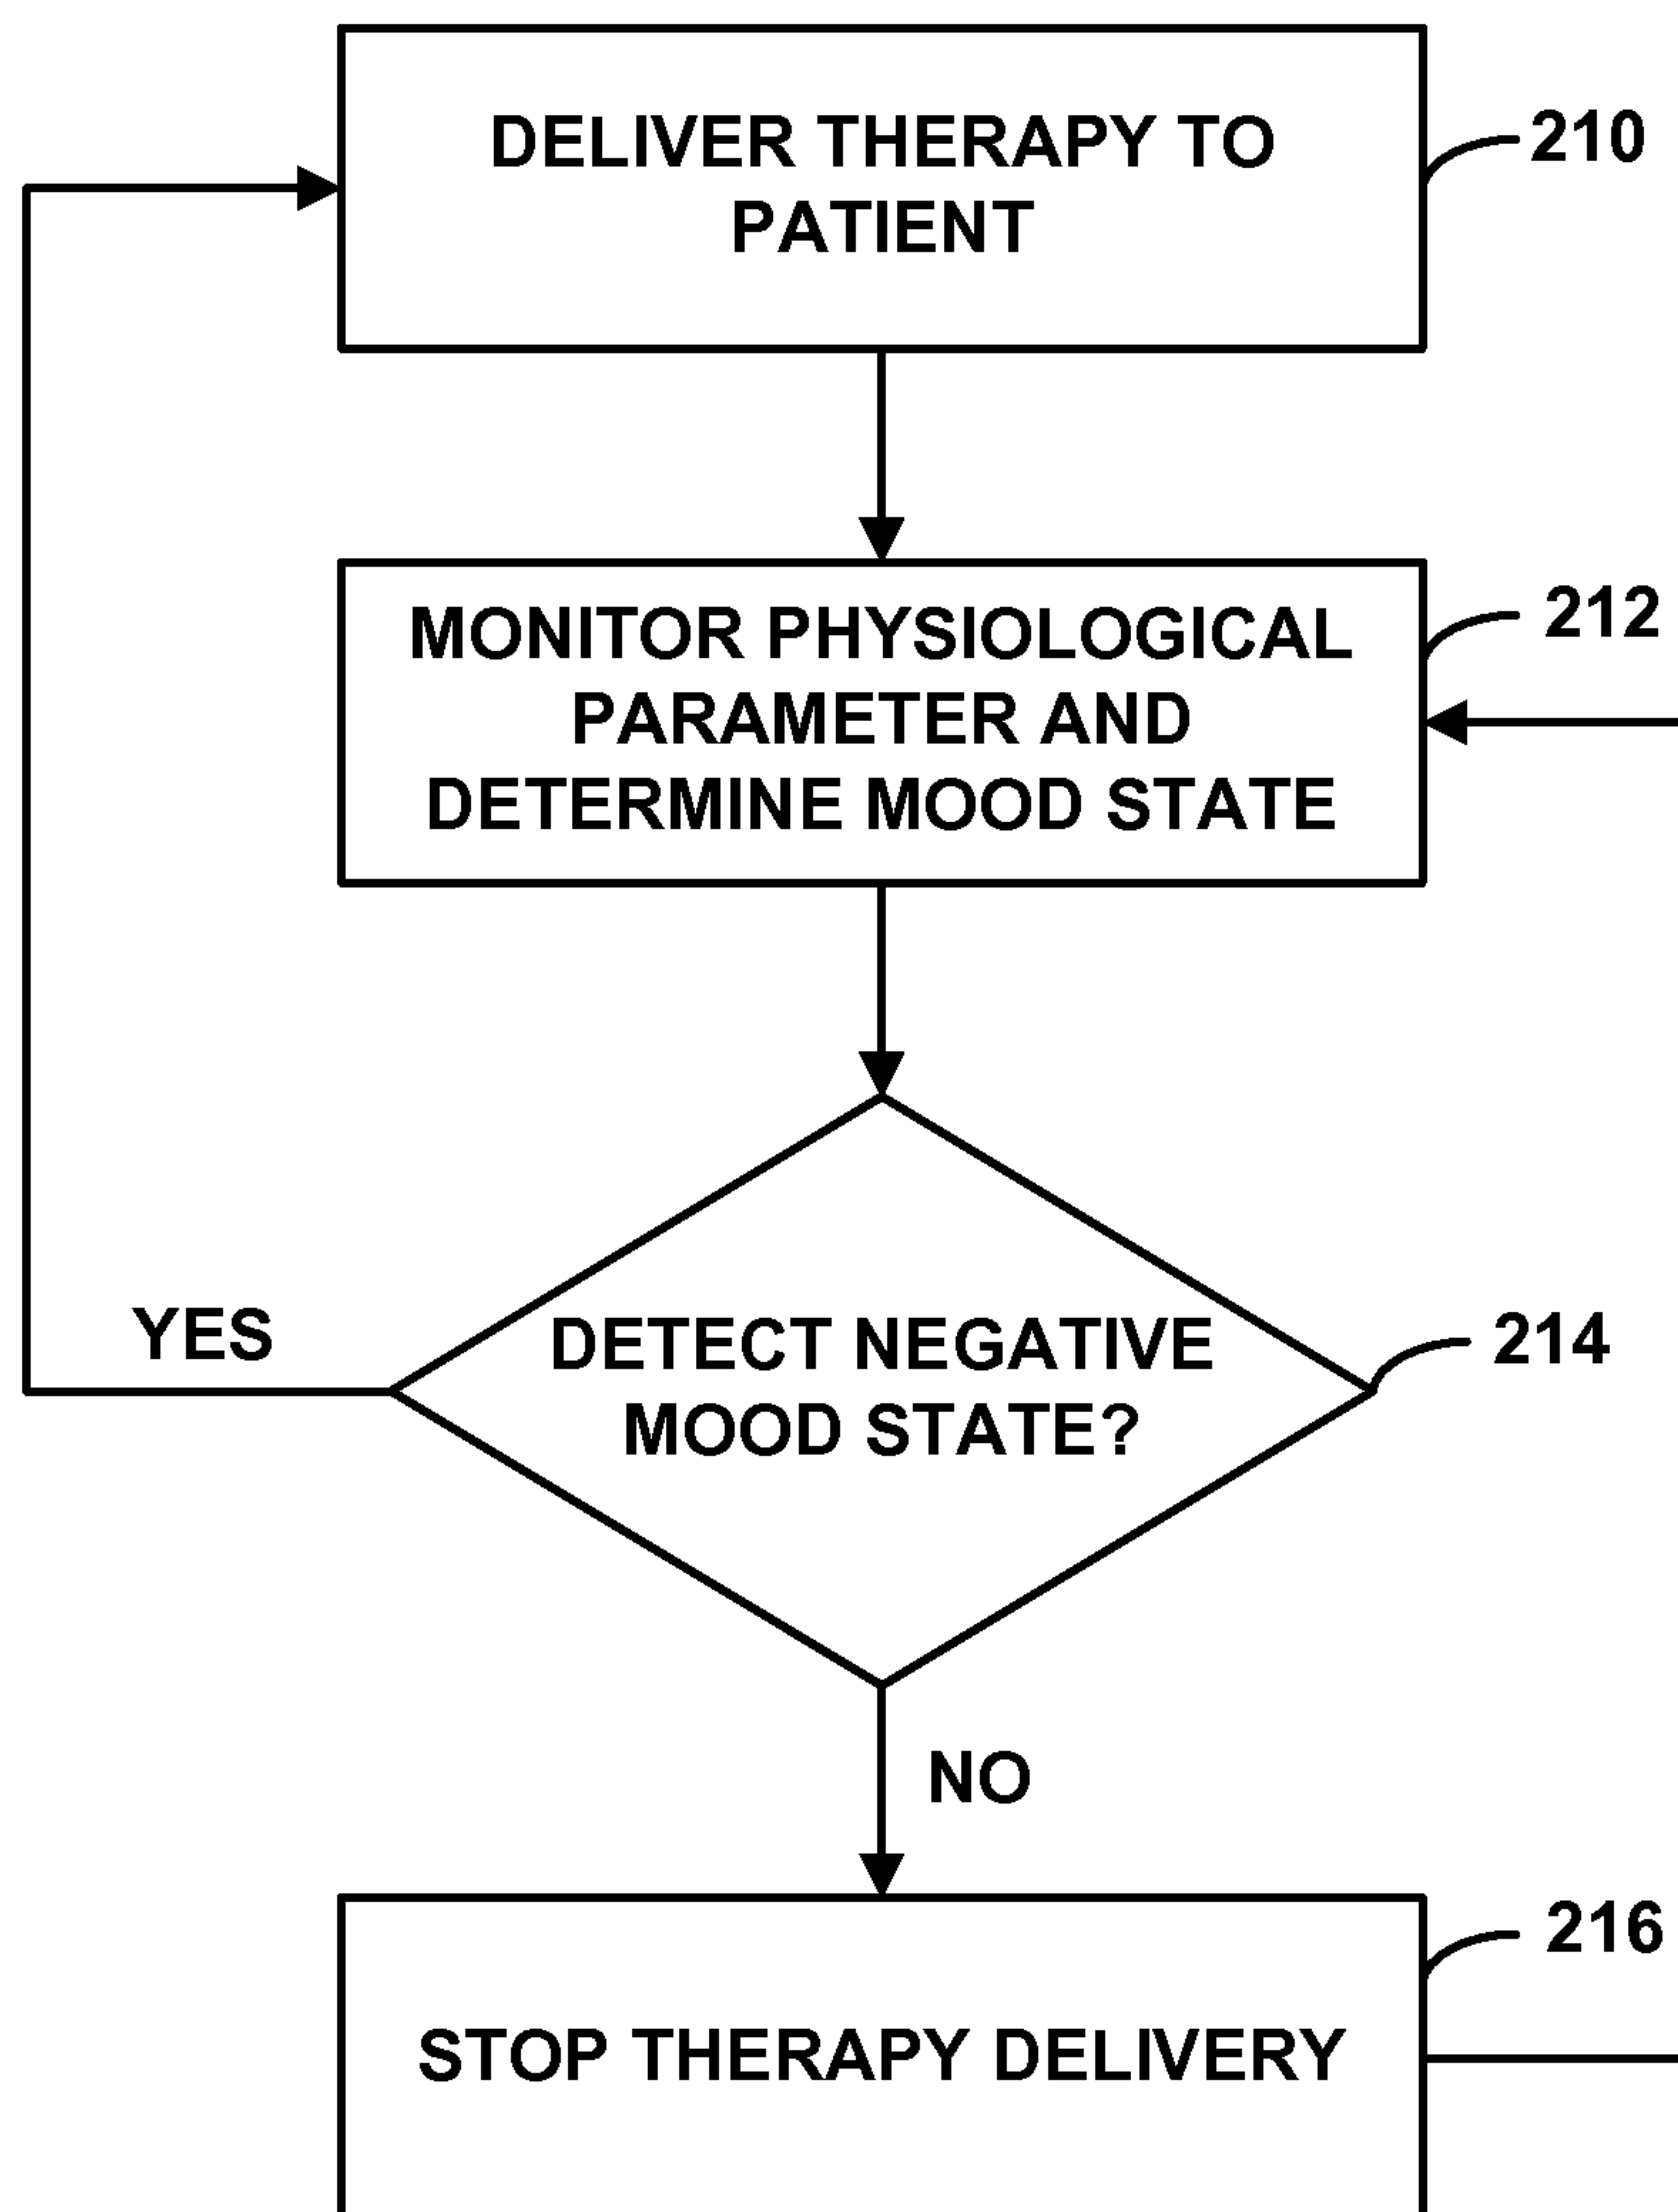 DELIVER THERAPY TO
PATIENT
210
MONITOR PHYSIOLOGICAL
PARAMETER AND
DETERMINE MOOD STATE
212
YES
DETECT NEGATIVE
MOOD STATE?
214
NO
STOP THERAPY DELIVERY
216